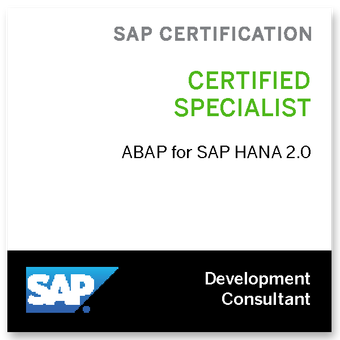 SAP CERTIFICATION
CERTIFIED
SPECIALIST
ABAP for SAP HANA 2.0
SAP
Development
Consultant